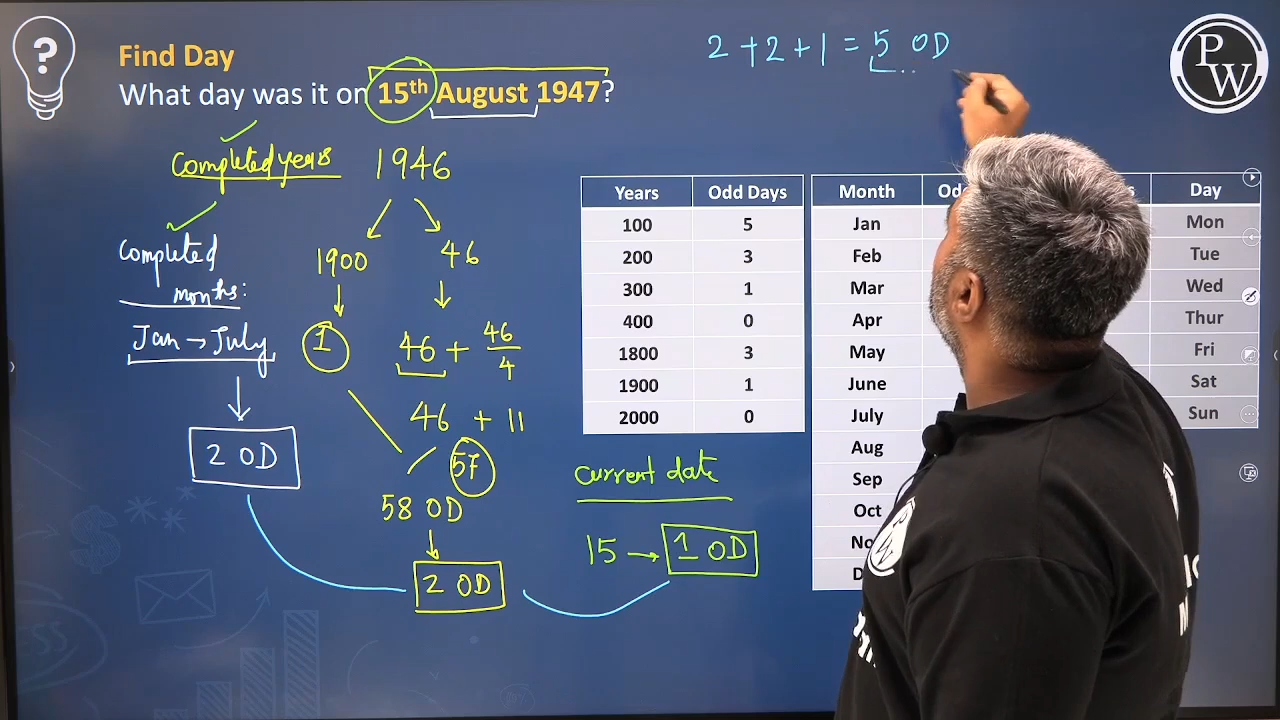 Find Day
What day was it on 15th August 1947?
2 + 2 + 1 = 5 OD
PW
Completed years 1946
1900 46
Completed months:
Jan → July
1 46 + 46/4
46 + 11
57
2 OD
58 OD
2 OD
Years Odd Days
100 5
200 3
300 1
400 0
1800 3
1900 1
2000 0
Current date
15 → 1 OD
Month
Jan
Feb
Mar
Apr
May
June
July
Aug
Sep
Oct
Day
Mon
Tue
Wed
Thur
Fri
Sat
Sun
PW